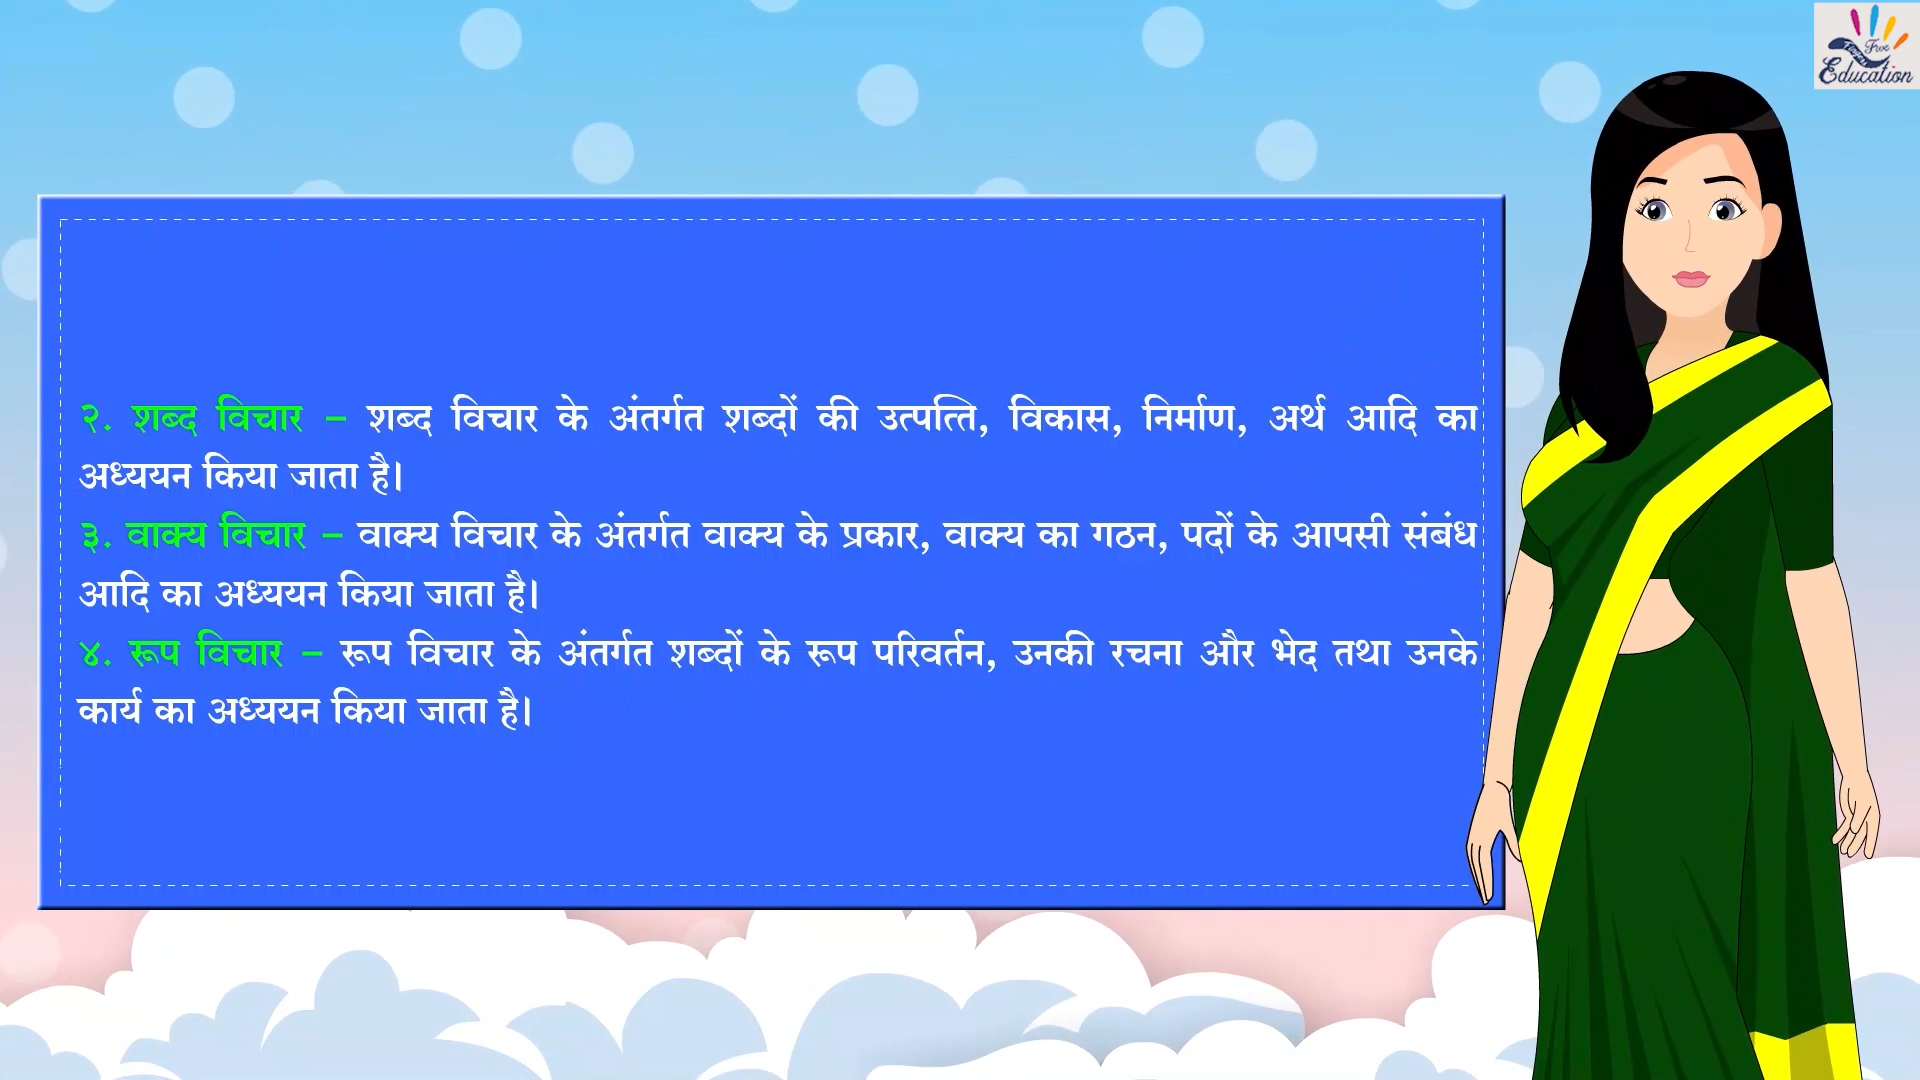 २. शब्द विचार – शब्द विचार के अंतर्गत शब्दों की उत्पत्ति, विकास, निर्माण, अर्थ आदि का
अध्ययन किया जाता है।
३. वाक्य विचार – वाक्य विचार के अंतर्गत वाक्य के प्रकार, वाक्य का गठन, पदों के आपसी संबंध
आदि का अध्ययन किया जाता है।
४. रूप विचार – रूप विचार के अंतर्गत शब्दों के रूप परिवर्तन, उनकी रचना और भेद तथा उनके
कार्य का अध्ययन किया जाता है।
Five
Education